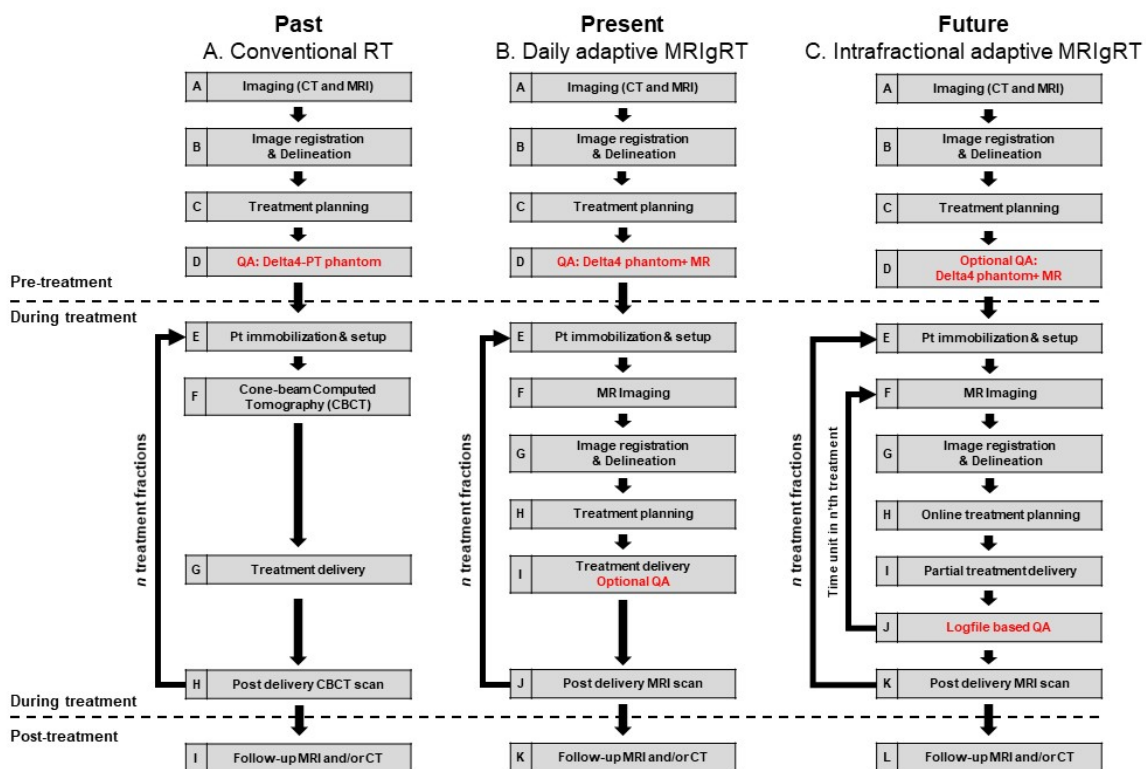 Past
A. Conventional RT
A
Imaging (CT and MRI)
B
Image registration
& Delineation
C
Treatment planning
D
QA: Delta4-PT phantom
Pre-treatment
During treatment
E
Pt immobilization & setup
F
Cone-beam Computed
Tomography (CBCT)
n treatment fractions
G
Treatment delivery
H
Post delivery CBCT scan
During treatment
Post-treatment
I
Follow-up MRI and/or CT
Present
B. Daily adaptive MRIgRT
A
Imaging (CT and MRI)
B
Image registration
& Delineation
C
Treatment planning
D
QA: Delta4 phantom+ MR
E
Pt immobilization & setup
F
MR Imaging
G
Image registration
& Delineation
n treatment fractions
H
Treatment planning
I
Treatment delivery
Optional QA
J
Post delivery MRI scan
K
Follow-up MRI and/or CT
Future
C. Intrafractional adaptive MRIgRT
A
Imaging (CT and MRI)
B
Image registration
& Delineation
C
Treatment planning
D
Optional QA:
Delta4 phantom+ MR
E
Pt immobilization & setup
F
MR Imaging
G
Image registration
& Delineation
n treatment fractions
Time unit in n'th treatment
H
Online treatment planning
I
Partial treatment delivery
J
Logfile based QA
K
Post delivery MRI scan
L
Follow-up MRI and/or CT